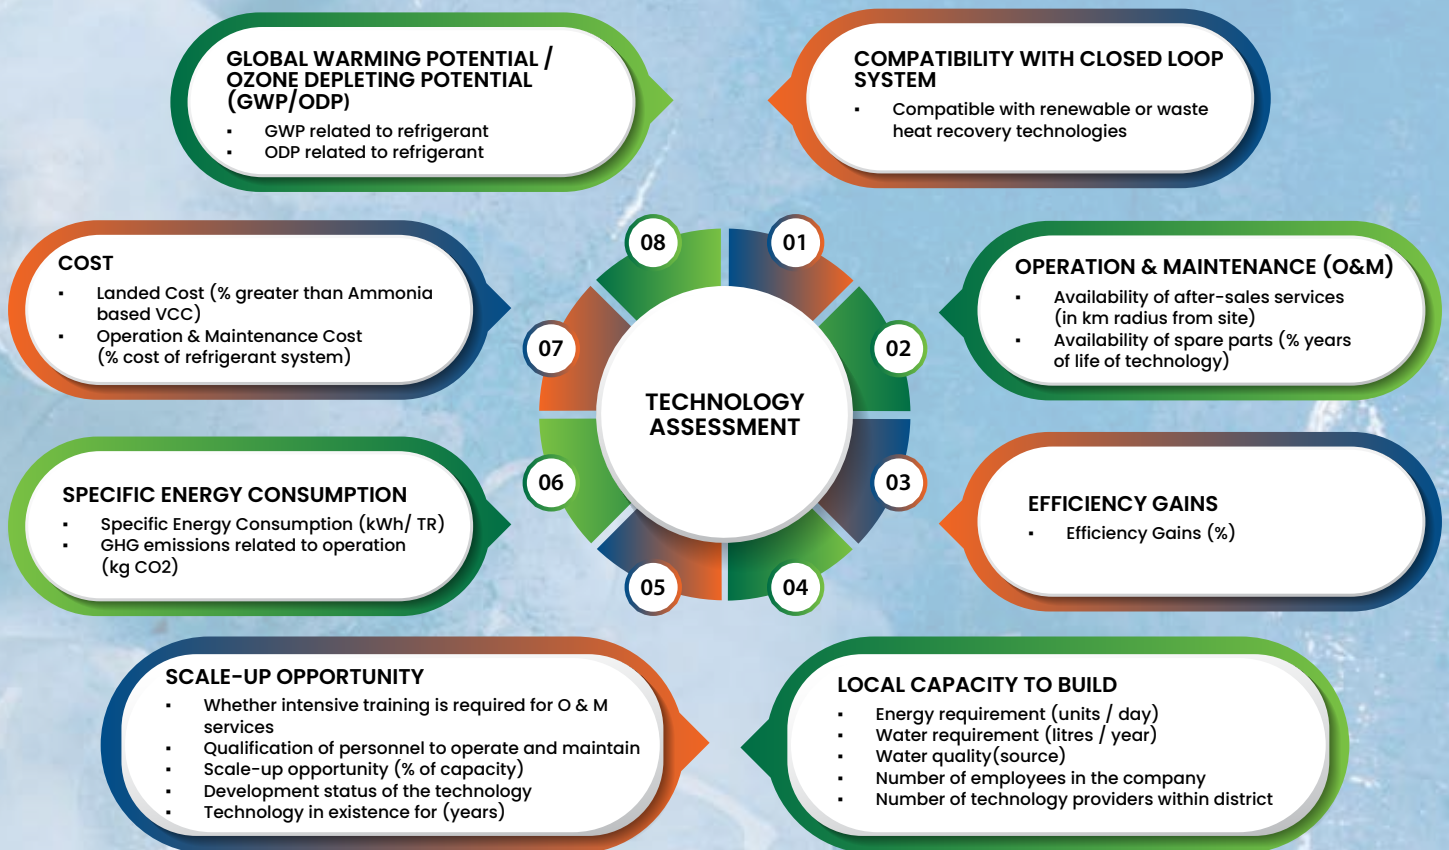 GLOBAL WARMING POTENTIAL /
OZONE DEPLETING POTENTIAL
(GWP/ODP)
▪ GWP related to refrigerant
▪ ODP related to refrigerant
COMPATIBILITY WITH CLOSED LOOP
SYSTEM
▪ Compatible with renewable or waste
heat recovery technologies
COST
▪ Landed Cost (% greater than Ammonia
based VCC)
▪ Operation & Maintenance Cost
(% cost of refrigerant system)
OPERATION & MAINTENANCE (O&M)
▪ Availability of after-sales services
(in km radius from site)
▪ Availability of spare parts (% years
of life of technology)
08
01
07
02
TECHNOLOGY
ASSESSMENT
06
03
05
04
SPECIFIC ENERGY CONSUMPTION
▪ Specific Energy Consumption (kWh/ TR)
▪ GHG emissions related to operation
(kg CO2)
EFFICIENCY GAINS
▪ Efficiency Gains (%)
SCALE-UP OPPORTUNITY
▪ Whether intensive training is required for O & M
services
▪ Qualification of personnel to operate and maintain
▪ Scale-up opportunity (% of capacity)
▪ Development status of the technology
▪ Technology in existence for (years)
LOCAL CAPACITY TO BUILD
▪ Energy requirement (units / day)
▪ Water requirement (litres / year)
▪ Water quality(source)
▪ Number of employees in the company
▪ Number of technology providers within district